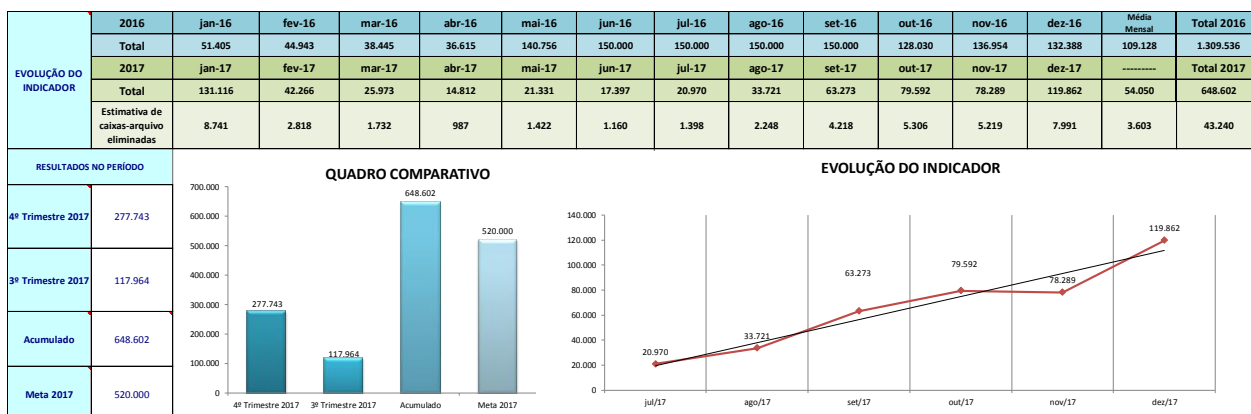 2016 jan-16 fev-16 mar-16 abr-16 mai-16 jun-16 jul-16 ago-16 set-16 out-16 nov-16 dez-16 Média Mensal Total 2016
Total 51.405 44.943 38.445 36.615 140.756 150.000 150.000 150.000 150.000 128.030 136.954 132.388 109.128 1.309.536
EVOLUÇÃO DO
INDICADOR
2017 jan-17 fev-17 mar-17 abr-17 mai-17 jun-17 jul-17 ago-17 set-17 out-17 nov-17 dez-17 --------- Total 2017
Total 131.116 42.266 25.973 14.812 21.331 17.397 20.970 33.721 63.273 79.592 78.289 119.862 54.050 648.602
Estimativa de
caixas-arquivo
eliminadas
8.741 2.818 1.732 987 1.422 1.160 1.398 2.248 4.218 5.306 5.219 7.991 3.603 43.240
RESULTADOS NO PERÍODO
4º Trimestre 2017 277.743
3º Trimestre 2017 117.964
Acumulado 648.602
Meta 2017 520.000
QUADRO COMPARATIVO
700.000
600.000
500.000
400.000
300.000
200.000
100.000
0
277.743
117.964
648.602
520.000
4º Trimestre 2017 3º Trimestre 2017 Acumulado Meta 2017
EVOLUÇÃO DO INDICADOR
140.000
120.000
100.000
80.000
60.000
40.000
20.000
0
20.970
33.721
63.273
79.592
78.289
119.862
jul/17 ago/17 set/17 out/17 nov/17 dez/17